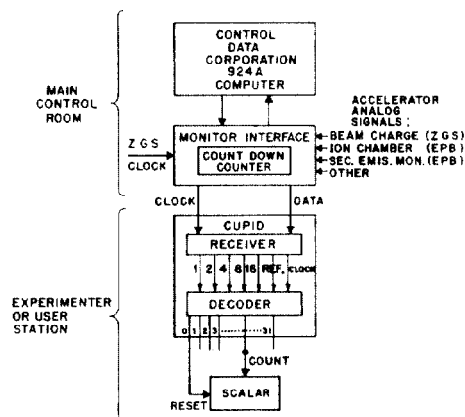 CONTROL
DATA
CORPORATION
924A
COMPUTER
MAIN
CONTROL
ROOM
ACCELERATOR
ANALOG
SIGNALS:
MONITOR INTERFACE
BEAM CHARGE (ZGS)
ION CHAMBER (EPB)
SEC. EMIS. MON. (EPB)
OTHER
ZGS
CLOCK
COUNT DOWN
COUNTER
CLOCK
DATA
CUPID
RECEIVER
1 2 4 8 16 REF. CLOCK
EXPERIMENTER
OR USER
STATION
DECODER
0 1 2 3 31
COUNT
SCALAR
RESET